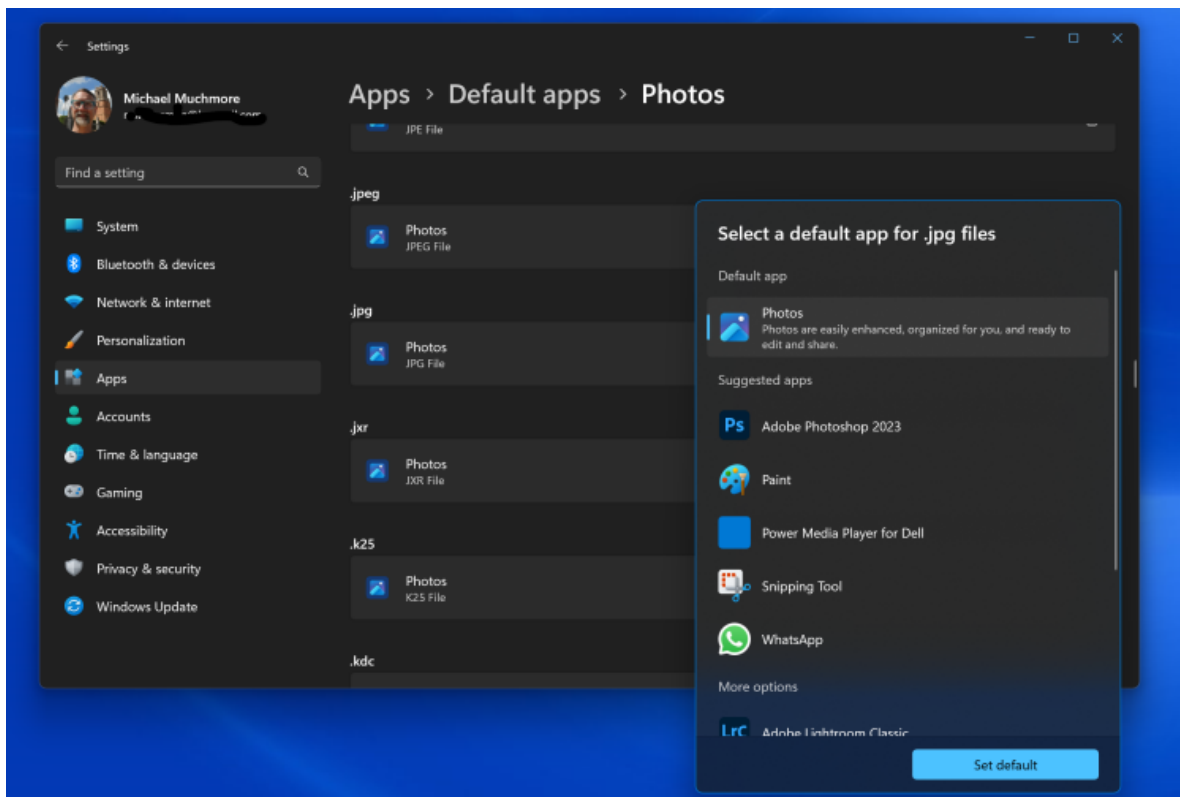 Settings
Michael Muchmore
Find a setting
System
Bluetooth & devices
Network & internet
Personalization
Apps
Accounts
Time & language
Gaming
Accessibility
Privacy & security
Windows Update
Apps > Default apps > Photos
JPE File
.jpeg
Photos
JPEG File
.jpg
Photos
JPG File
.jxr
Photos
JXR File
.k25
Photos
K25 File
.kdc
Select a default app for .jpg files
Default app
Photos
Photos are easily enhanced, organized for you, and ready to
edit and share.
Suggested apps
Ps Adobe Photoshop 2023
Paint
Power Media Player for Dell
Snipping Tool
WhatsApp
More options
LrC Adobe Lightroom Classic
Set default